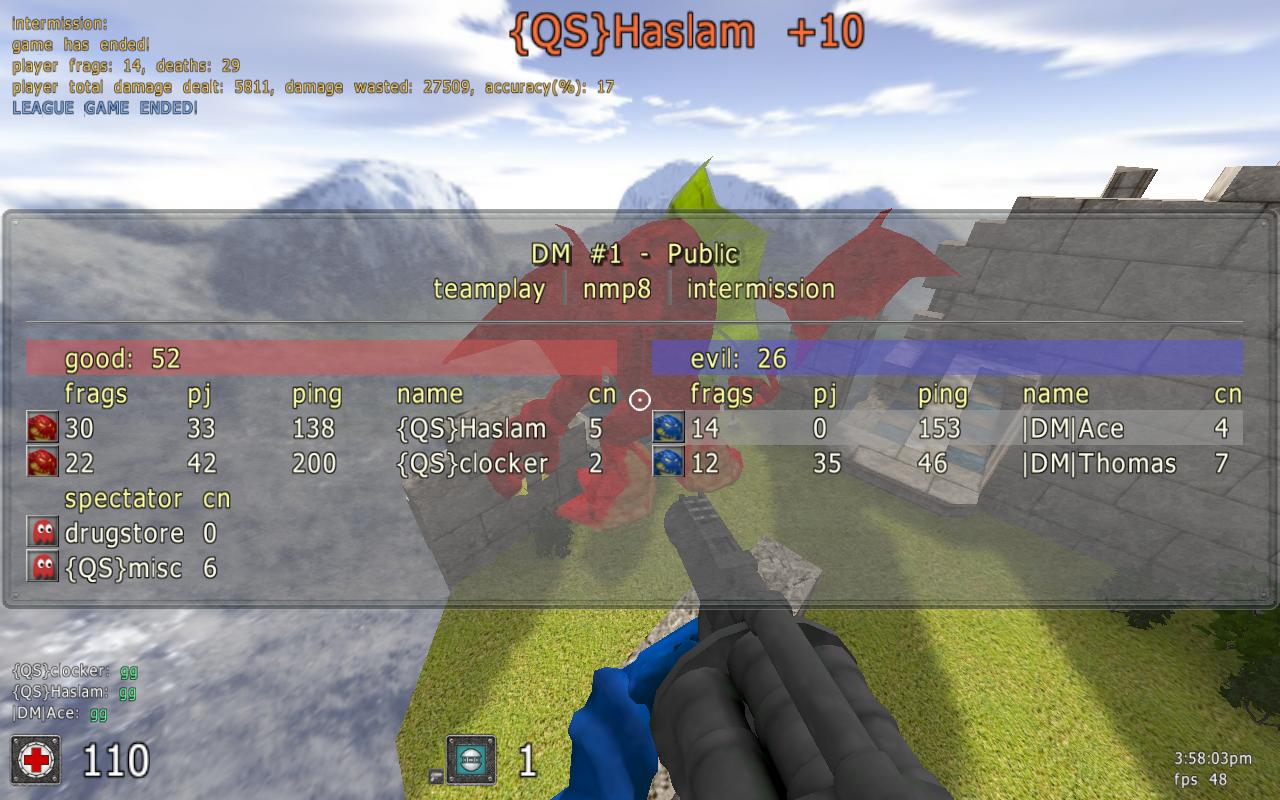 {QS}Haslam +10
intermission:
game has ended!
player frags: 14, deaths: 29
player total damage dealt: 5811, damage wasted: 27509, accuracy(%): 17
LEAGUE GAME ENDED!
DM #1 - Public
teamplay | nmp8 | intermission
good: 52
frags pj ping name cn
30 33 138 {QS}Haslam 5
22 42 200 {QS}clocker 2
spectator cn
drugstore 0
{QS}misc 6
evil: 26
frags pj ping name cn
14 0 153 |DM|Ace 4
12 35 46 |DM|Thomas 7
{QS}clocker: gg
{QS}Haslam: gg
|DM|Ace: gg
110
1
3:58:03pm
fps 48